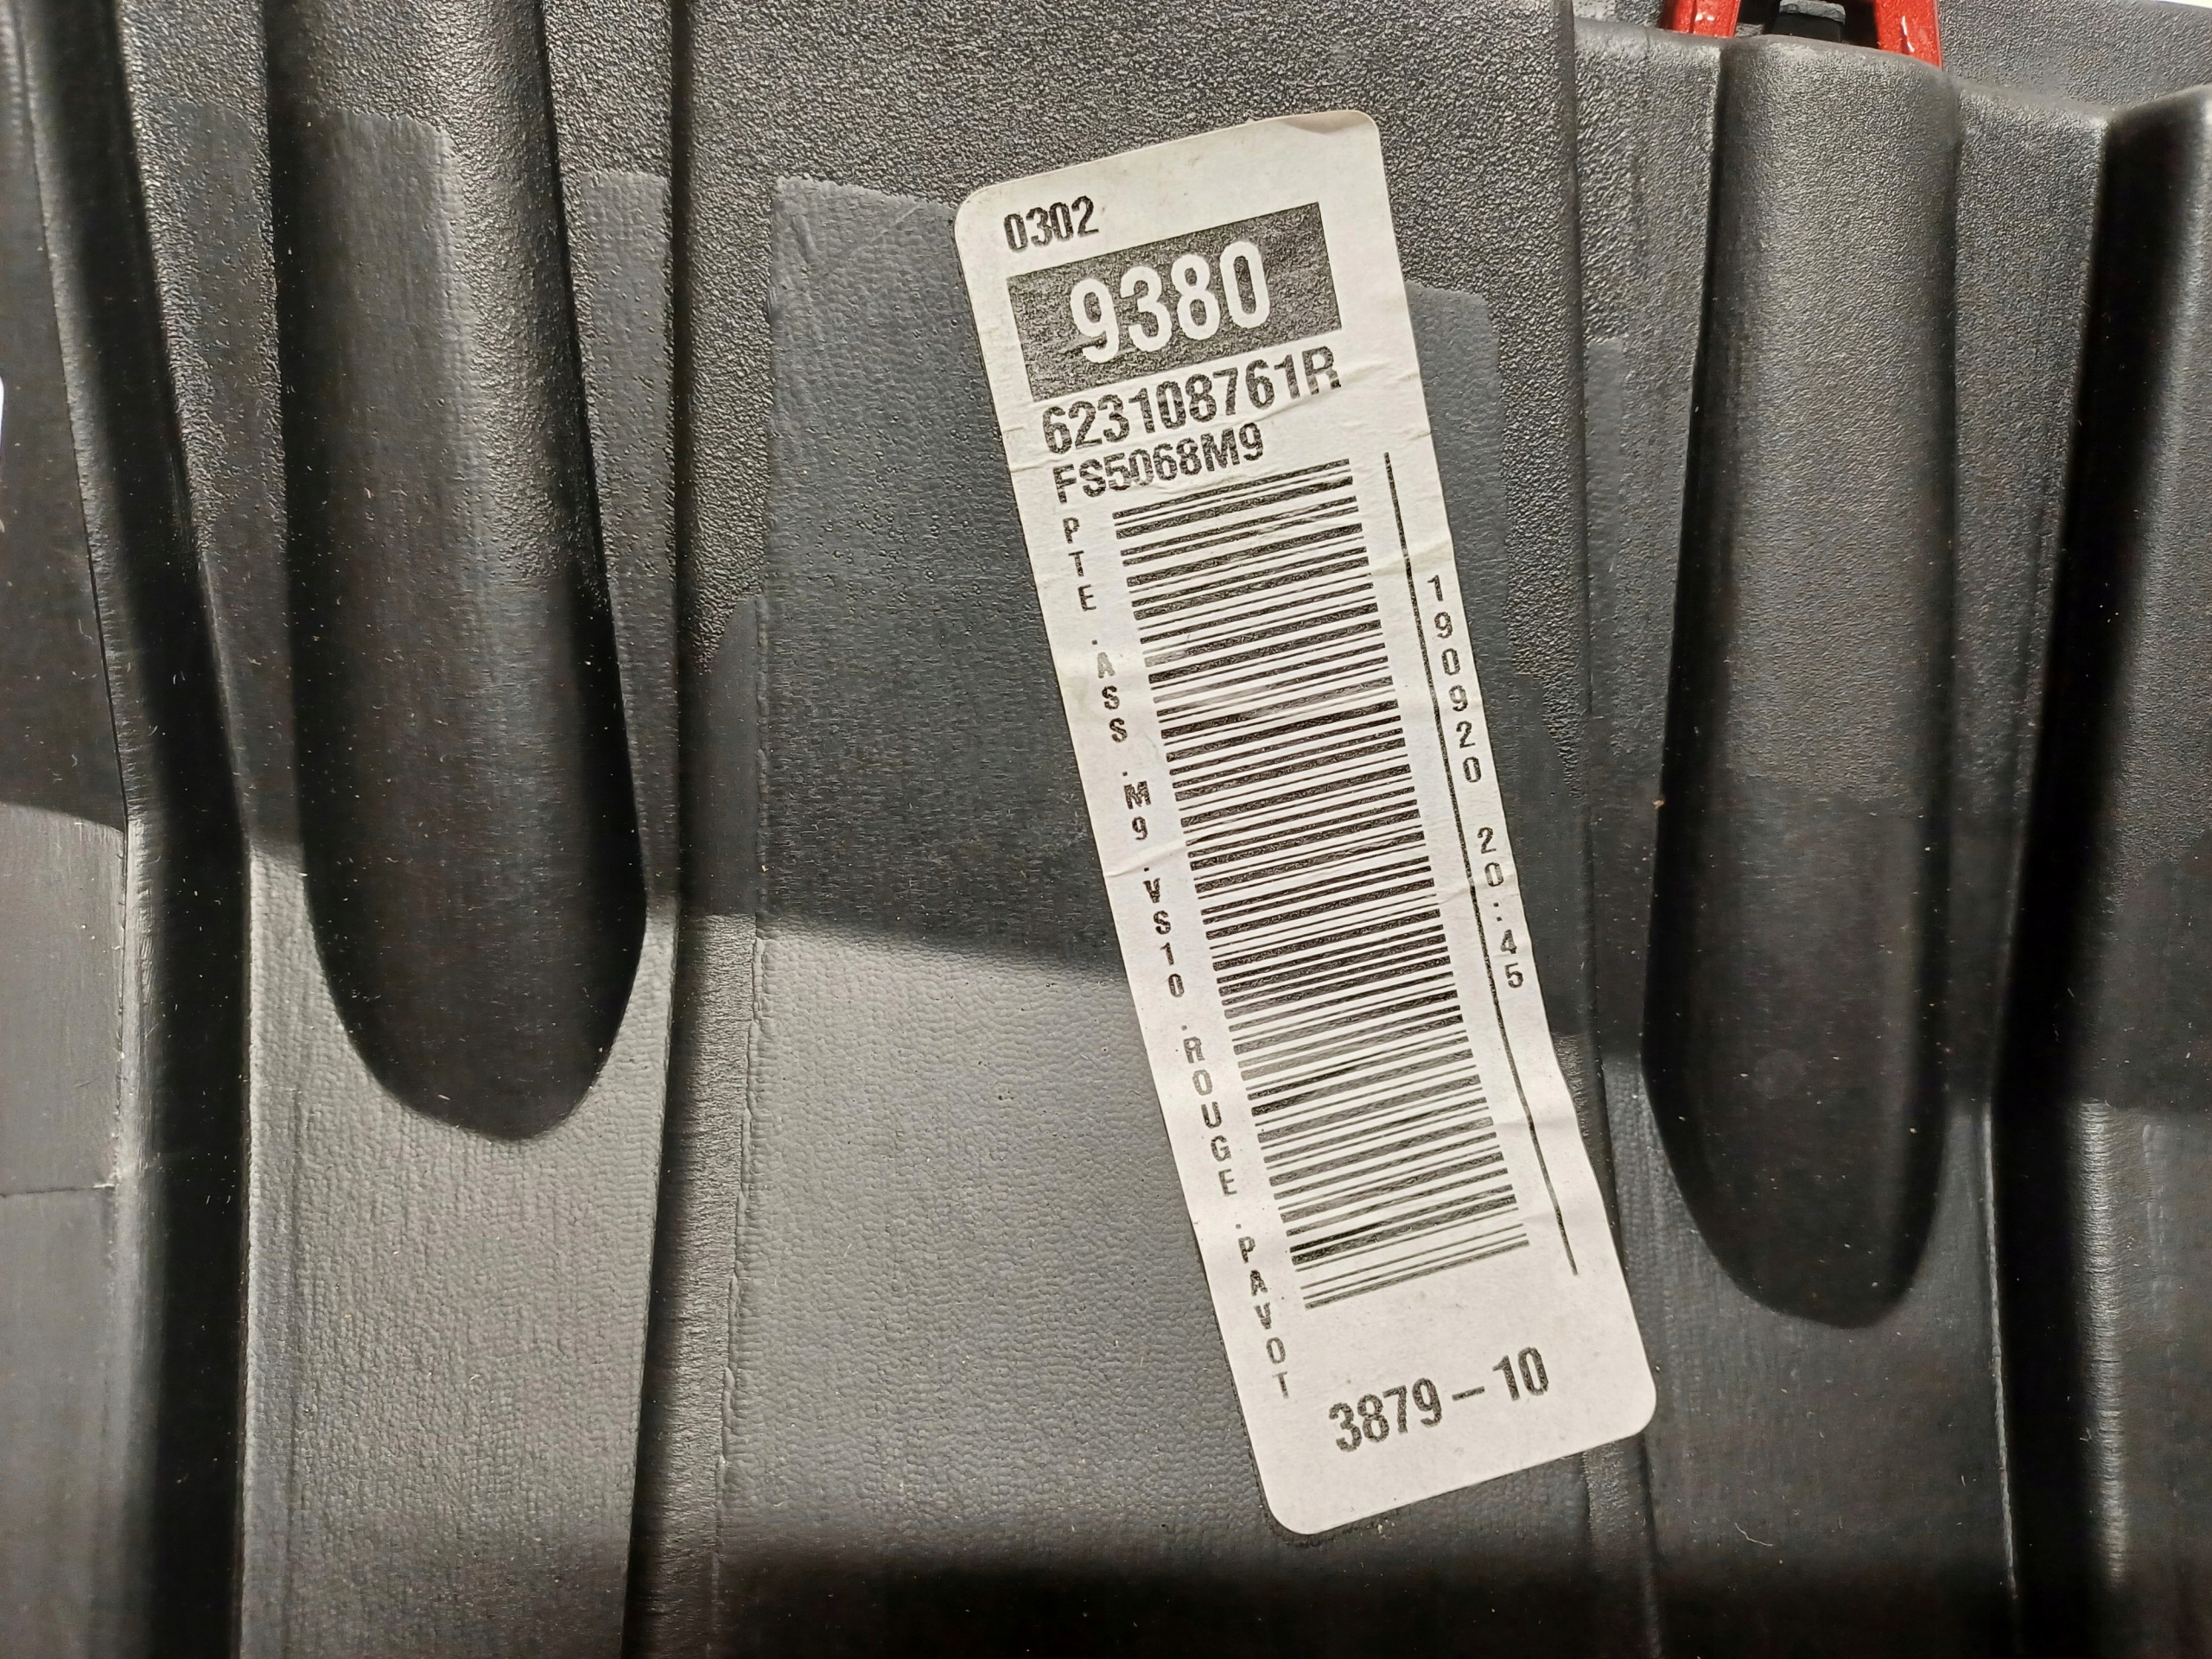 0302
9380
623108761R
FS5068M9
PTE.ASS.M9.VS10.ROUGE.PAVOT
190920 20:45
3879-10